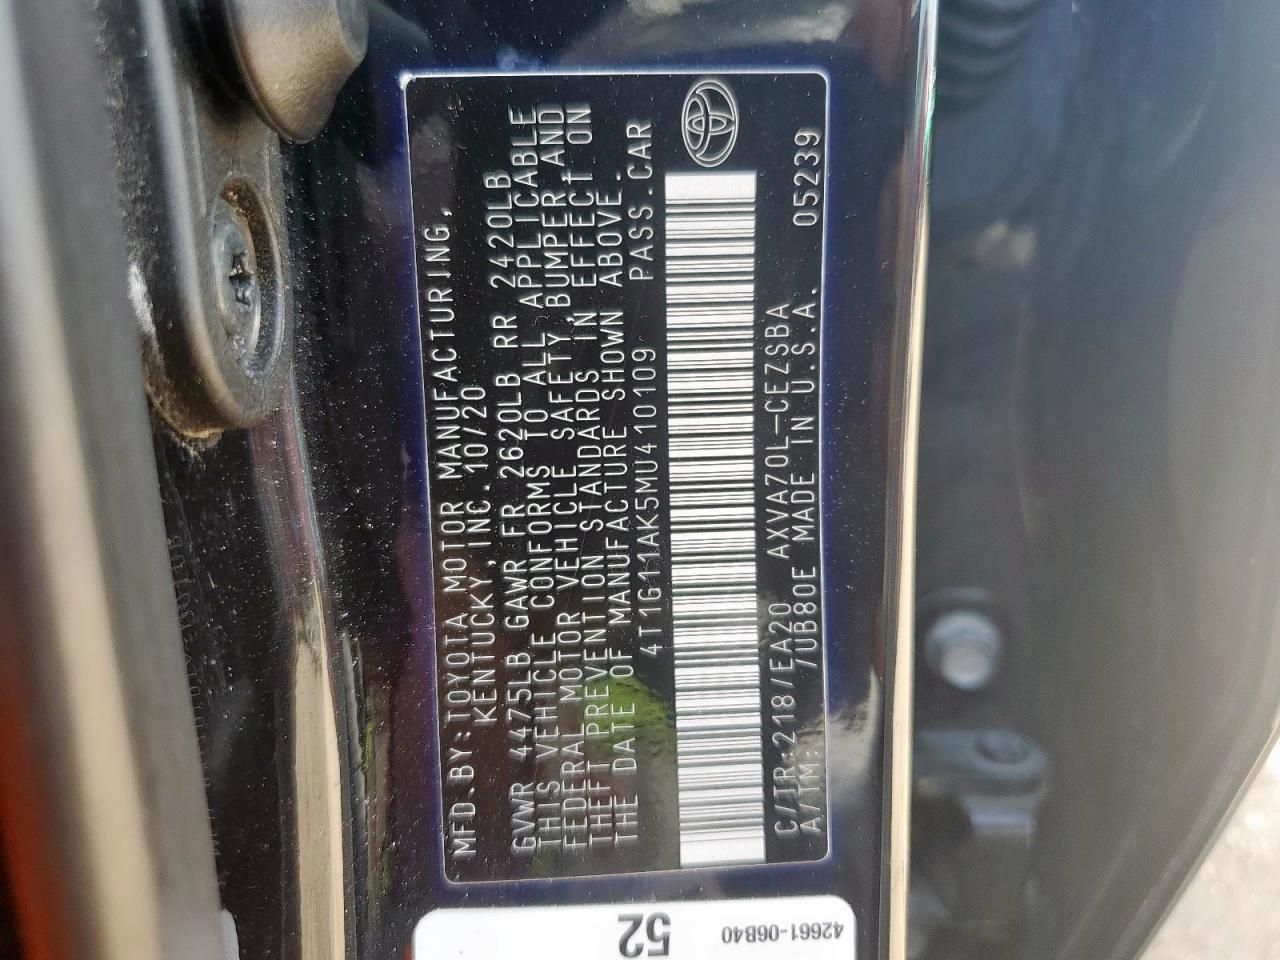 MFD.BY:TOYOTA MOTOR MANUFACTURING,
KENTUCKY,INC.10/20
GVWR 4475LB GAWR FR 2620LB RR 2420LB
THIS VEHICLE CONFORMS TO ALL APPLICABLE
FEDERAL MOTOR VEHICLE SAFETY,BUMPER,AND
THEFT PREVENTION STANDARDS IN EFFECT ON
THE DATE OF MANUFACTURE SHOWN ABOVE.
4T1G11AK5MU410109 PASS.CAR
C/TR:218/EA20 AXVA70L-CEZSBA 05239
A/TM: /UB80E MADE IN U.S.A.
52
42661-06B40